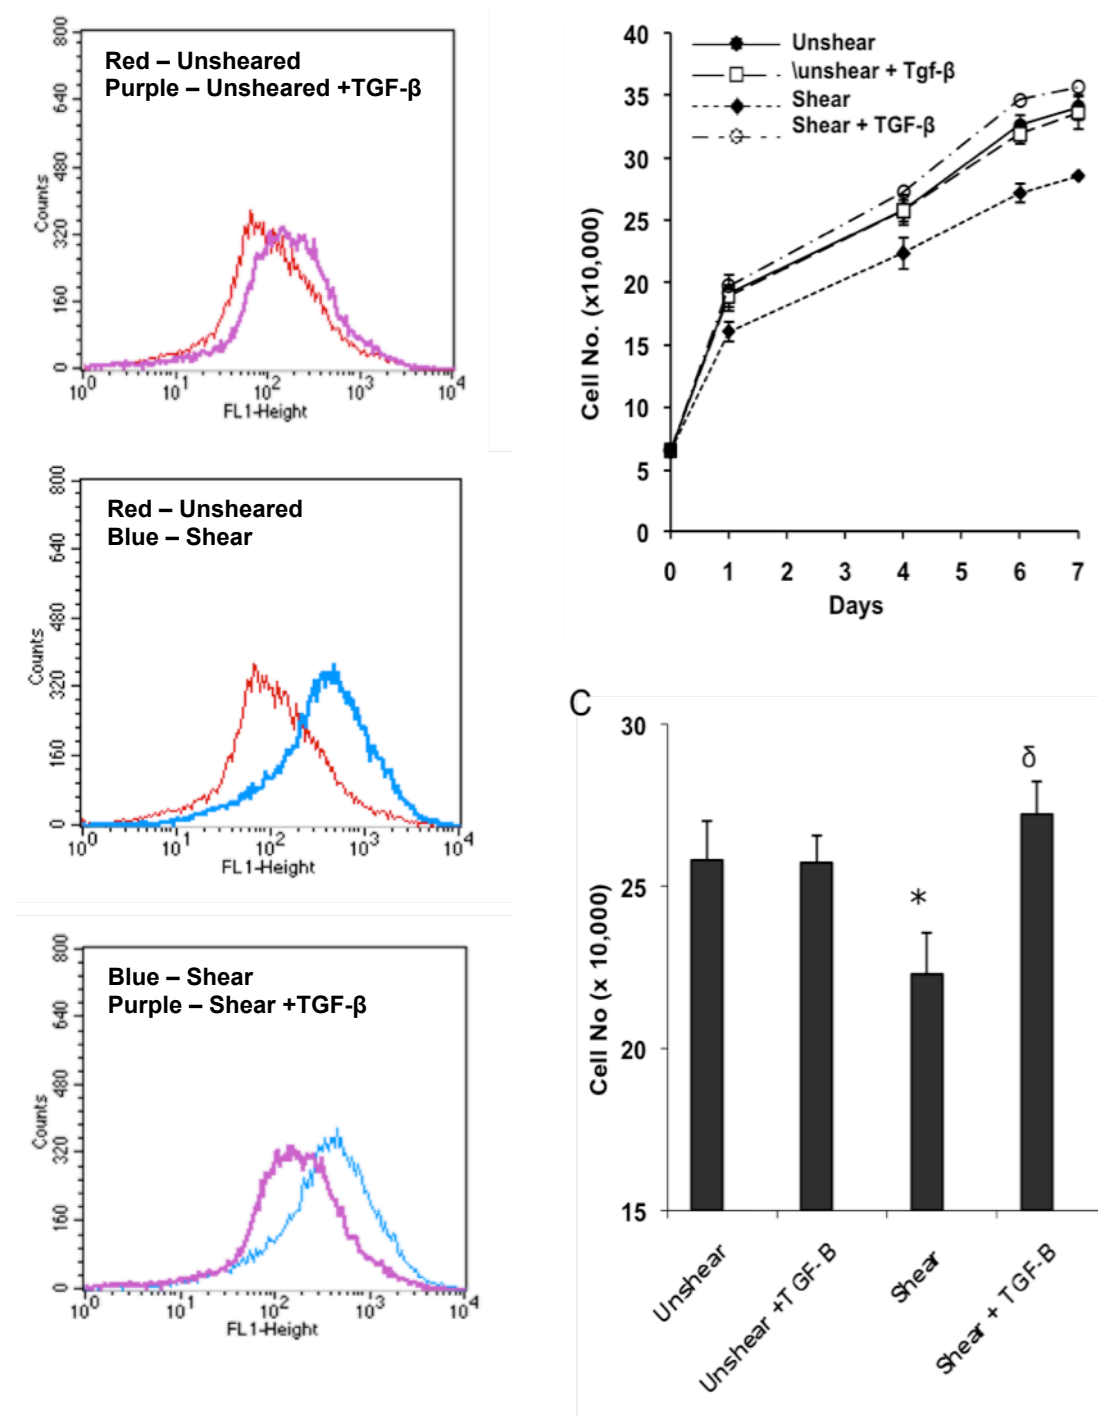 Red – Unsheared
Purple – Unsheared +TGF-β
800
640
480
320
160
0
Counts
10^0 10^1 10^2 10^3 10^4
FL1-Height
Red – Unsheared
Blue – Shear
800
640
480
320
160
0
Counts
10^0 10^1 10^2 10^3 10^4
FL1-Height
Blue – Shear
Purple – Shear +TGF-β
800
640
480
320
160
0
Counts
10^0 10^1 10^2 10^3 10^4
FL1-Height
Unshear
\unshear + Tgf-β
Shear
Shear + TGF-β
40
35
30
25
20
15
10
5
0
Cell No. (x10,000)
0 1 2 3 4 5 6 7
Days
C
30
25
20
15
Cell No (x 10,000)
*
δ
Unshear
Unshear +TGF-B
Shear
Shear + TGF-B